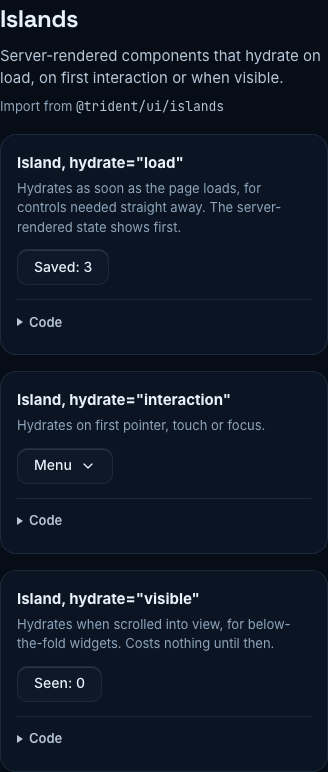 Islands
Server-rendered components that hydrate on
load, on first interaction or when visible.
Import from @trident/ui/islands
Island, hydrate="load"
Hydrates as soon as the page loads, for
controls needed straight away. The server-
rendered state shows first.
Saved: 3
Code
Island, hydrate="interaction"
Hydrates on first pointer, touch or focus.
Menu
Code
Island, hydrate="visible"
Hydrates when scrolled into view, for below-
the-fold widgets. Costs nothing until then.
Seen: 0
Code